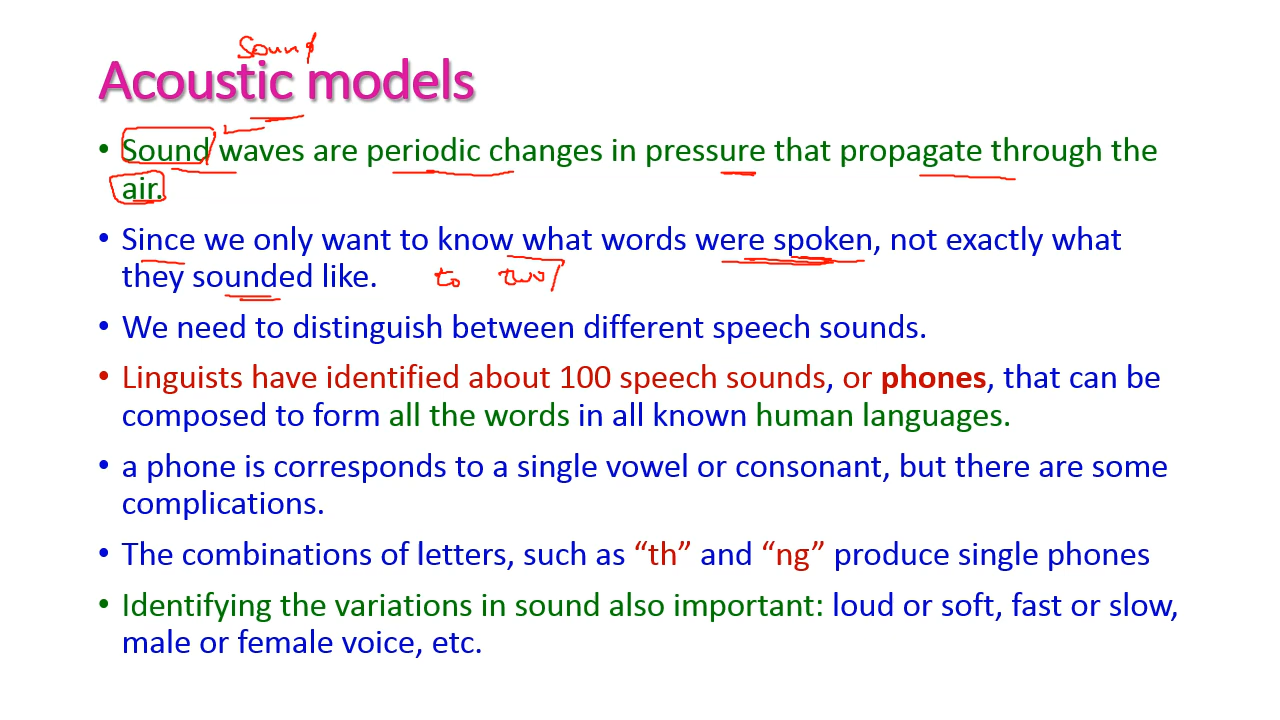 Sound
Acoustic models
• Sound waves are periodic changes in pressure that propagate through the
air.
• Since we only want to know what words were spoken, not exactly what
they sounded like.
to two
• We need to distinguish between different speech sounds.
• Linguists have identified about 100 speech sounds, or phones, that can be
composed to form all the words in all known human languages.
• a phone is corresponds to a single vowel or consonant, but there are some
complications.
• The combinations of letters, such as “th” and “ng” produce single phones
• Identifying the variations in sound also important: loud or soft, fast or slow,
male or female voice, etc.